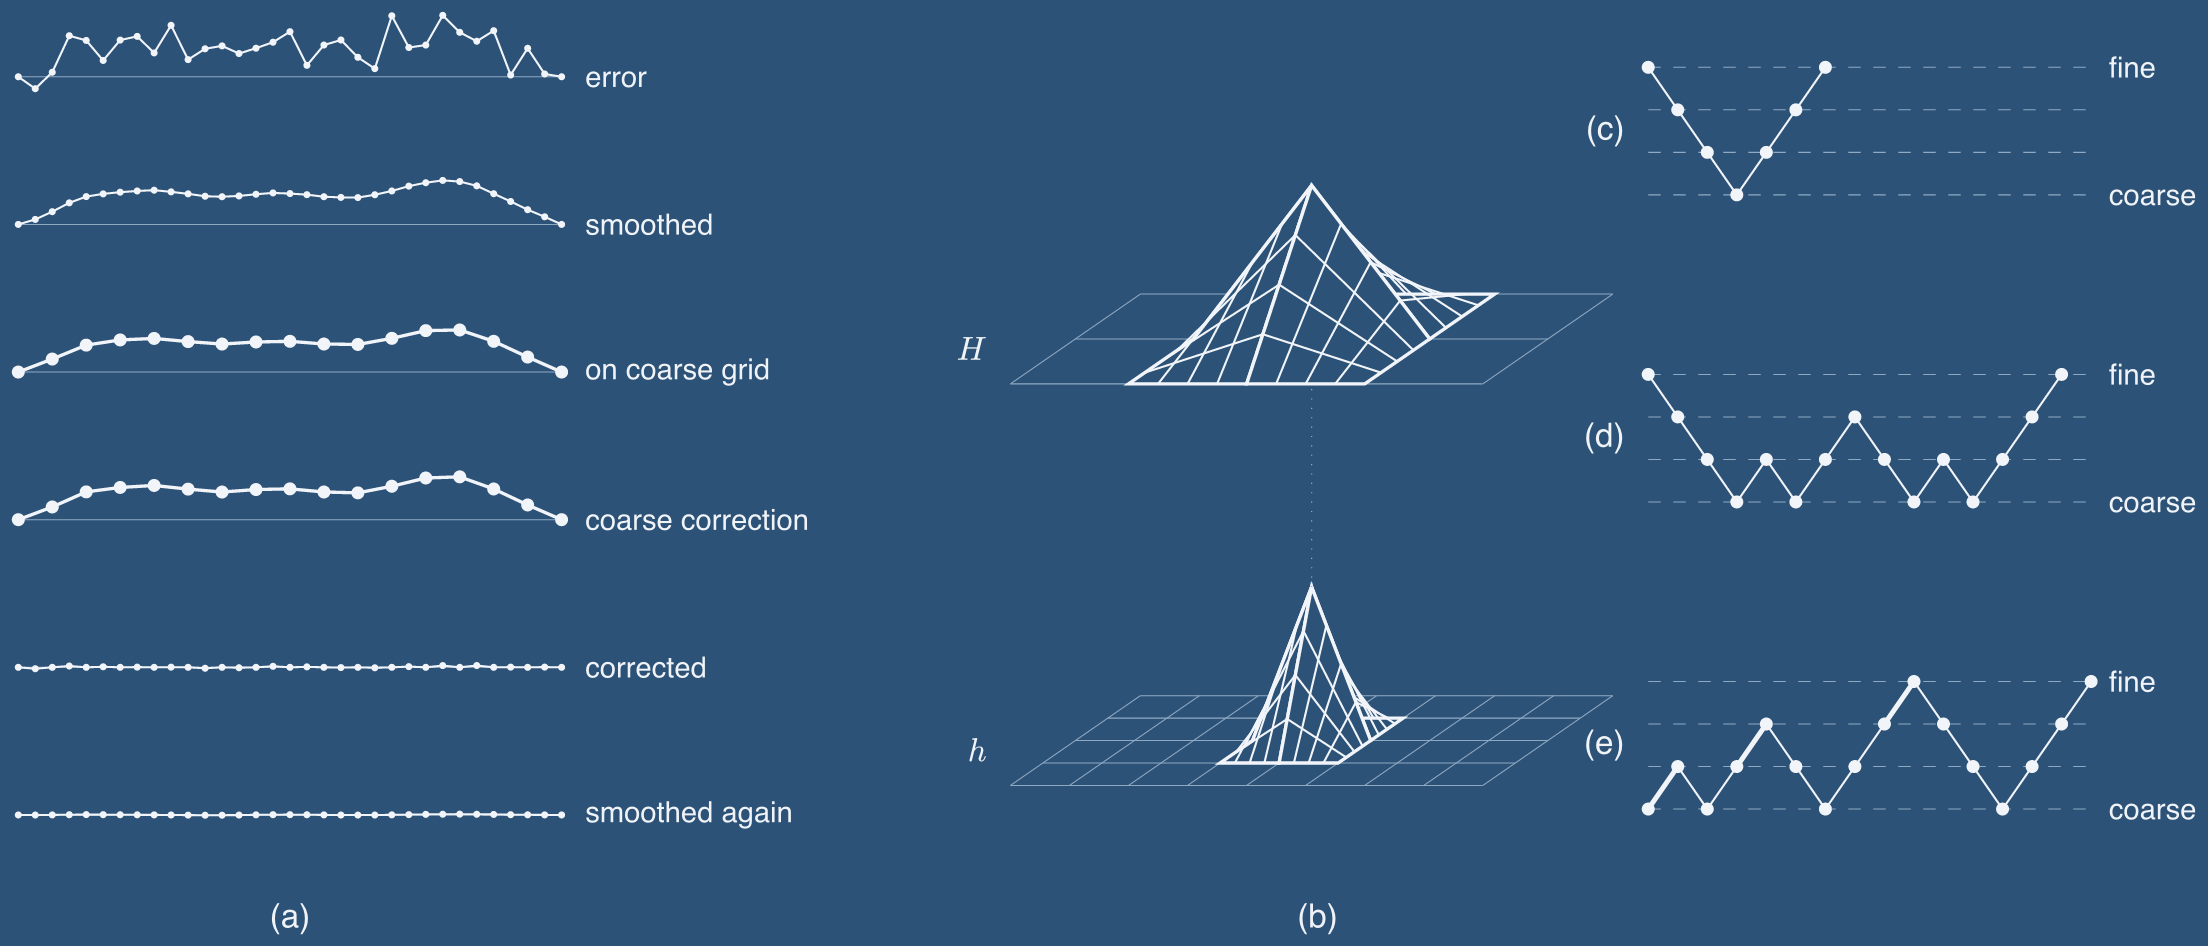 error
smoothed
on coarse grid
coarse correction
corrected
smoothed again
(a)
H
h
(b)
(c)
fine
coarse
(d)
fine
coarse
(e)
fine
coarse